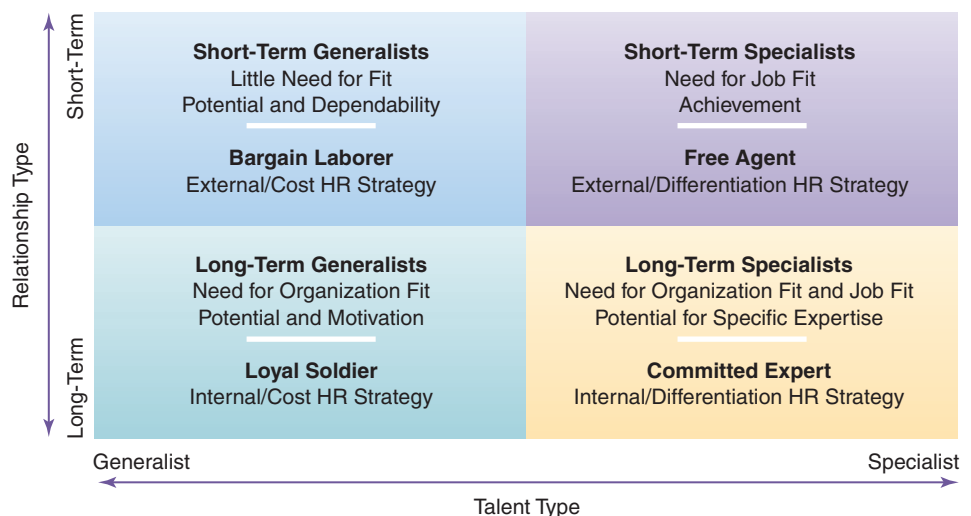 Relationship Type
Short-Term
Long-Term
Short-Term Generalists
Little Need for Fit
Potential and Dependability
Bargain Laborer
External/Cost HR Strategy
Short-Term Specialists
Need for Job Fit
Achievement
Free Agent
External/Differentiation HR Strategy
Long-Term Generalists
Need for Organization Fit
Potential and Motivation
Loyal Soldier
Internal/Cost HR Strategy
Long-Term Specialists
Need for Organization Fit and Job Fit
Potential for Specific Expertise
Committed Expert
Internal/Differentiation HR Strategy
Generalist
Specialist
Talent Type